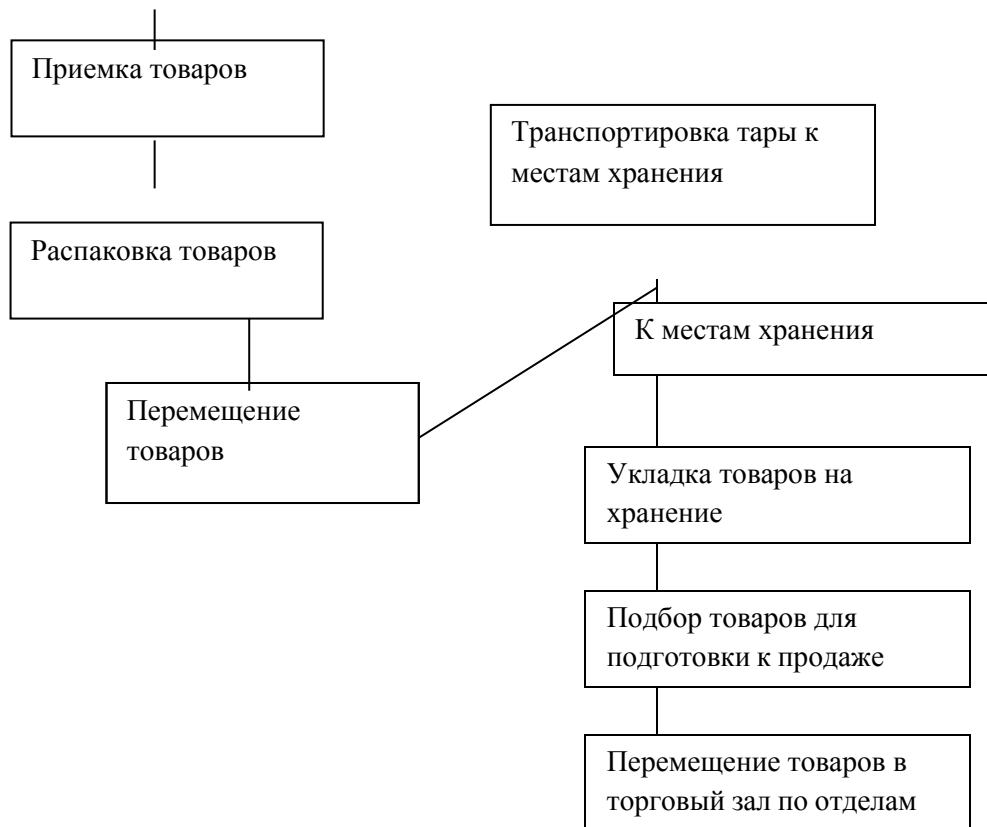 Приемка товаров
Транспортировка тары к
местам хранения
Распаковка товаров
К местам хранения
Перемещение
товаров
Укладка товаров на
хранение
Подбор товаров для
подготовки к продаже
Перемещение товаров в
торговый зал по отделам